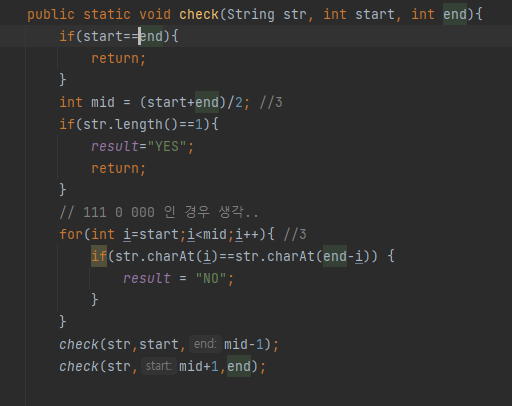 public static void check(String str, int start, int end){
if(start==end){
return;
}
int mid = (start+end)/2; //3
if(str.length()==1){
result="YES";
return;
}
// 111 0 000 인 경우 생각..
for(int i=start;i<mid;i++){ //3
if(str.charAt(i)==str.charAt(end-i)) {
result = "NO";
}
}
check(str,start, end: mid-1);
check(str, start: mid+1,end);